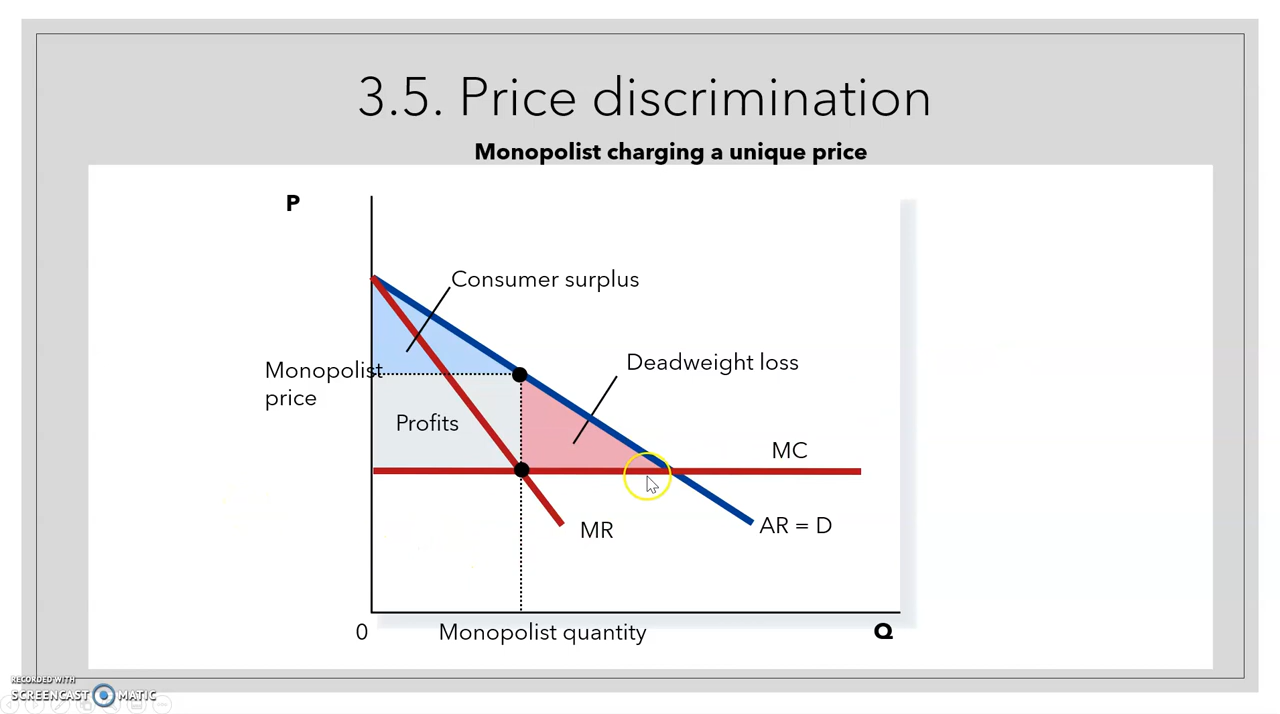 3.5. Price discrimination
Monopolist charging a unique price
P
Consumer surplus
Deadweight loss
Monopolist
price
Profits
MC
MR
AR = D
0
Monopolist quantity
Q
RECORDED WITH
SCREENCAST MATIC